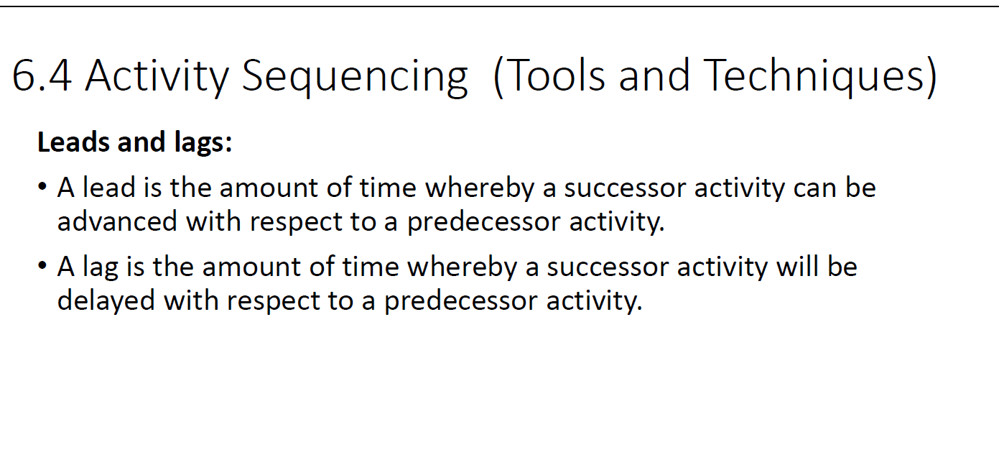 6.4 Activity Sequencing  (Tools and Techniques)
Leads and lags:
• A lead is the amount of time whereby a successor activity can be
advanced with respect to a predecessor activity.
• A lag is the amount of time whereby a successor activity will be
delayed with respect to a predecessor activity.